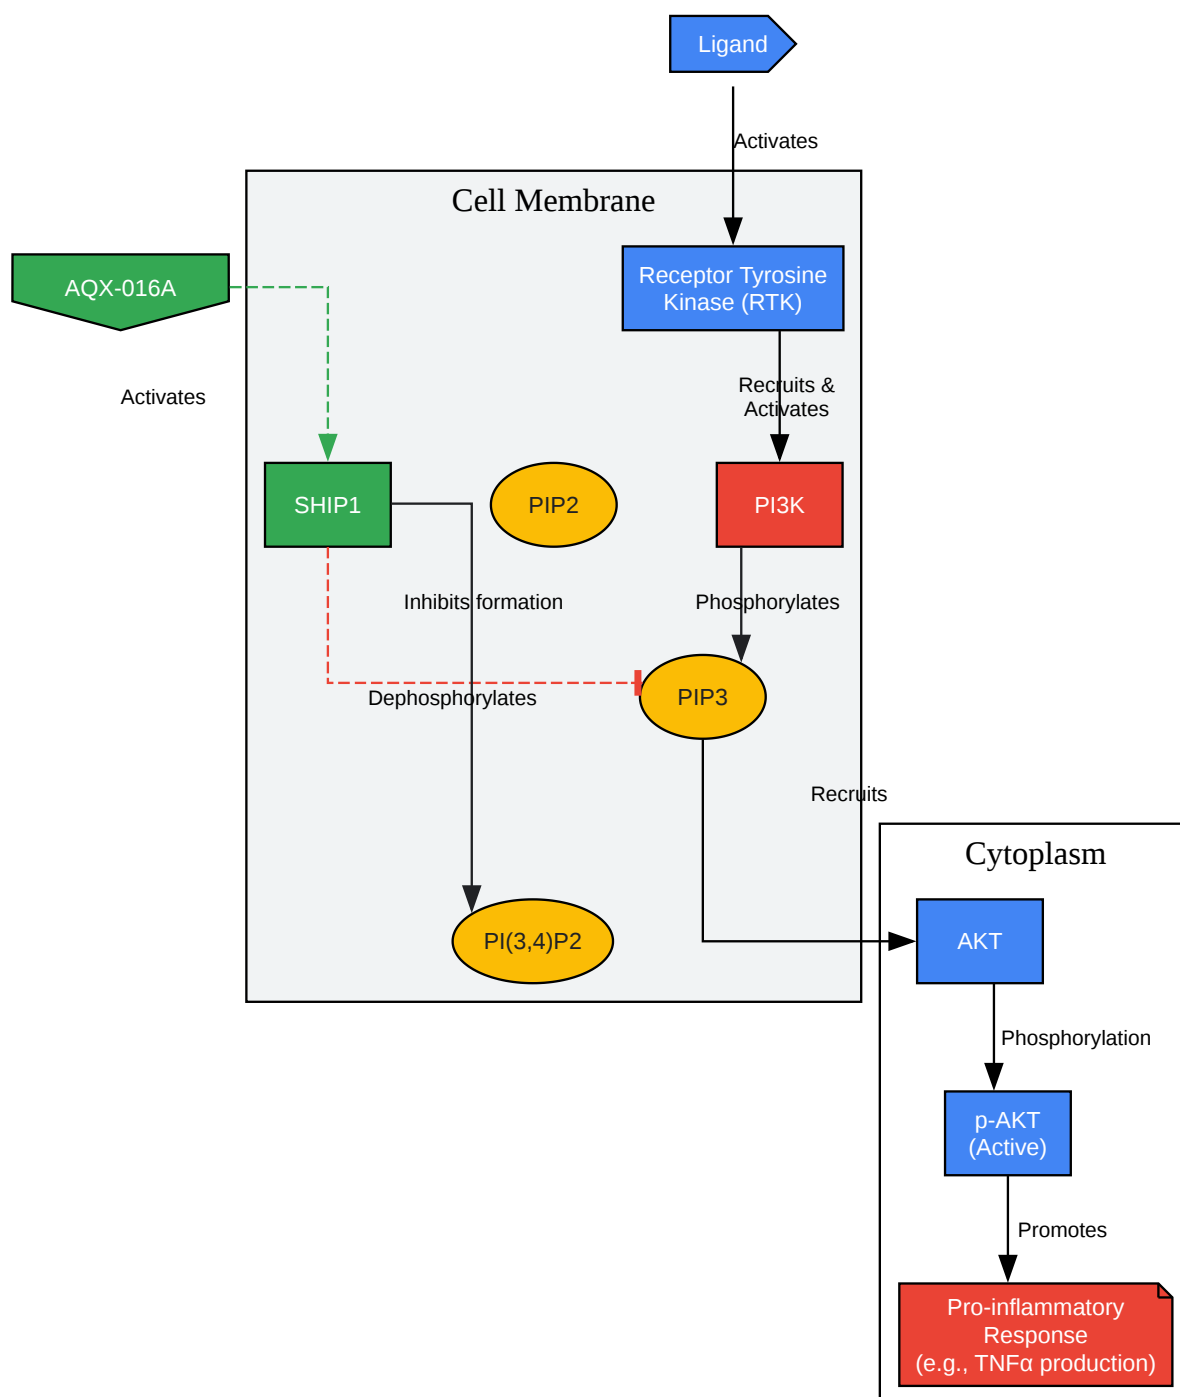 Ligand
Activates
Cell Membrane
Receptor Tyrosine
Kinase (RTK)
AQX-016A
Activates
Recruits &
Activates
SHIP1
PIP2
PI3K
Inhibits formation
Phosphorylates
Dephosphorylates
PIP3
Recruits
Cytoplasm
PI(3,4)P2
AKT
Phosphorylation
p-AKT
(Active)
Promotes
Pro-inflammatory
Response
(e.g., TNFα production)